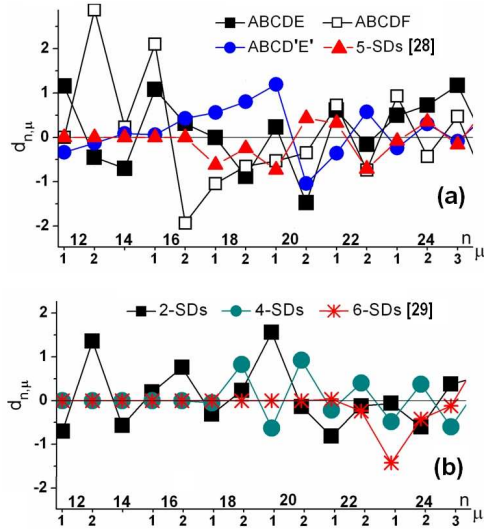 ABCDE ABCDF
ABCD'E' 5-SDs [28]
2
1
0
-1
-2
d n,μ
(a)
12 14 16 18 20 22 24 n
1 2 1 1 2 1 2 1 2 1 2 1 2 3 μ
2-SDs 4-SDs 6-SDs [29]
2
1
0
-1
-2
d n,μ
(b)
12 14 16 18 20 22 24 n
1 2 1 1 2 1 2 1 2 1 2 1 2 3 μ